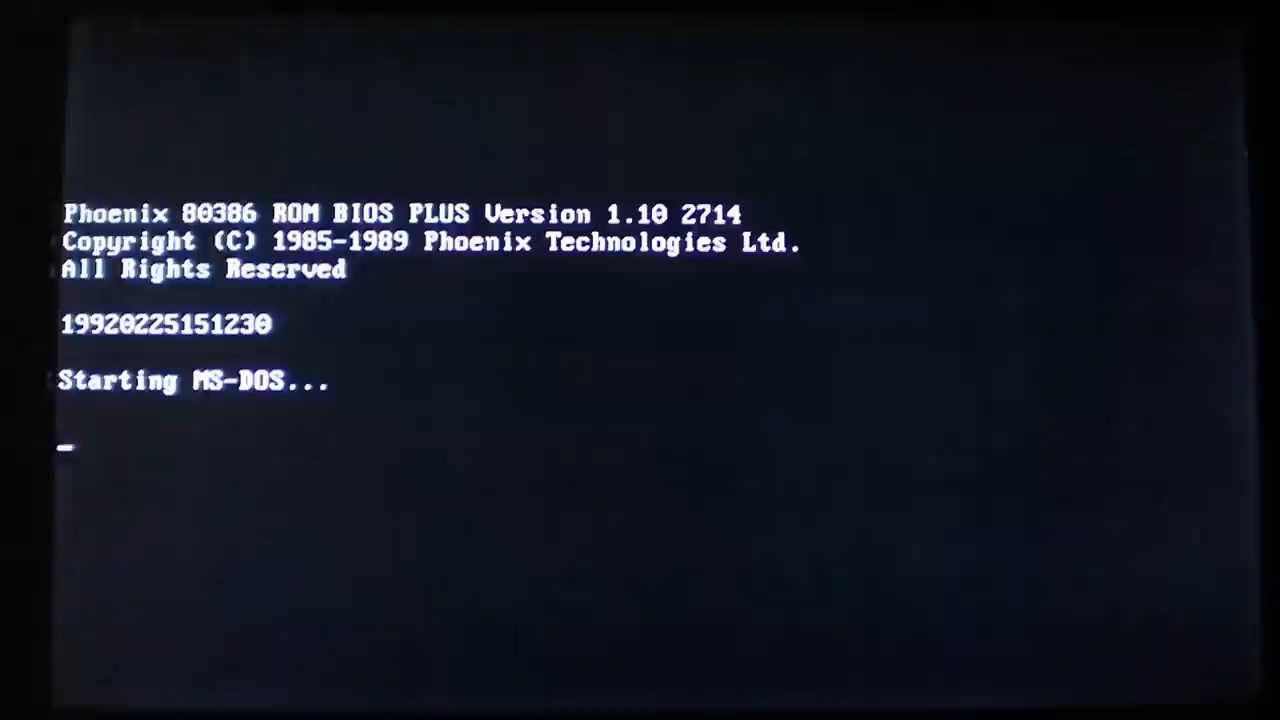 Phoenix 80386 ROM BIOS PLUS Version 1.10 2714
Copyright (C) 1985-1989 Phoenix Technologies Ltd.
All Rights Reserved
19920225151230
Starting MS-DOS...